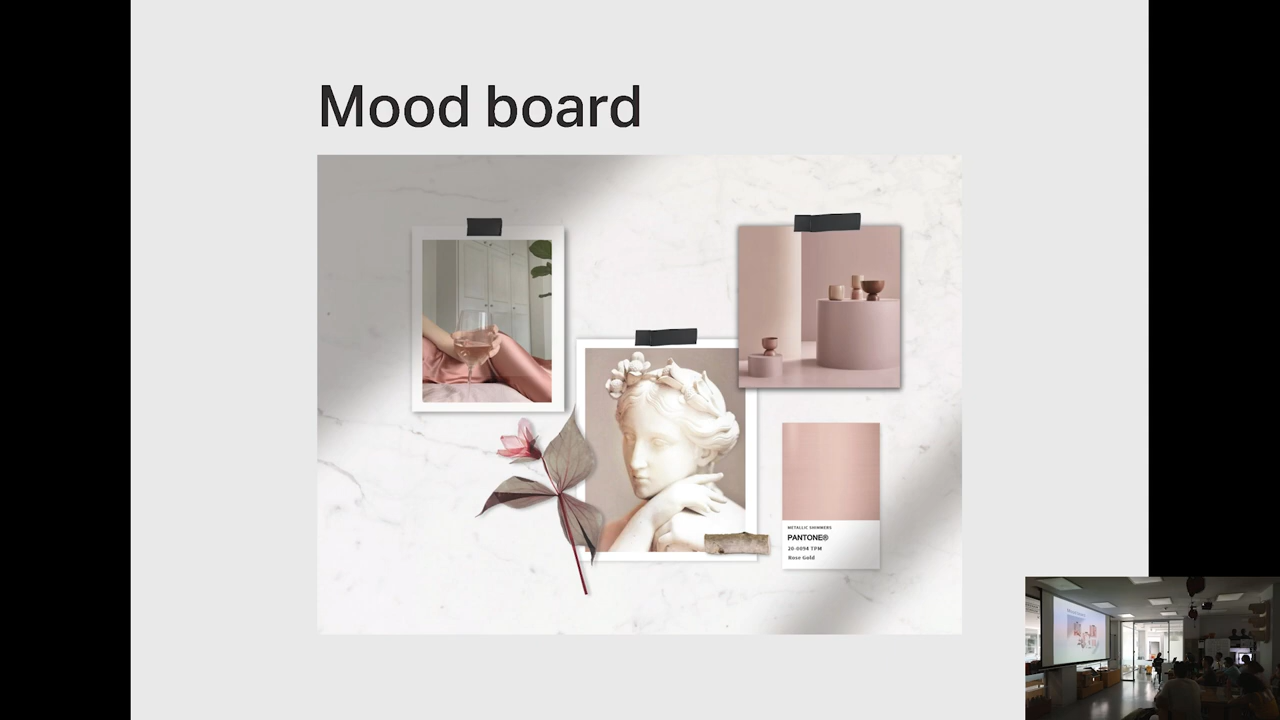 Mood board
METALLIC SHIMMERS
PANTONE®
20-0094 TPM
Rose Gold